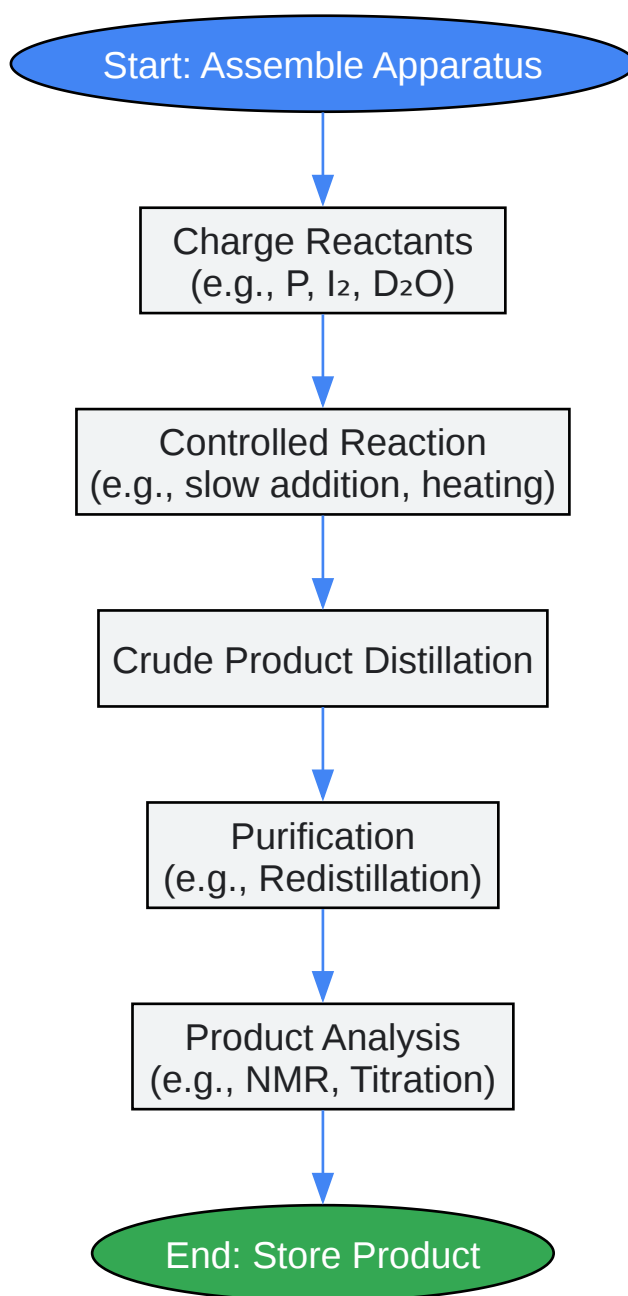 Start: Assemble Apparatus
Charge Reactants
(e.g., P, I₂, D₂O)
Controlled Reaction
(e.g., slow addition, heating)
Crude Product Distillation
Purification
(e.g., Redistillation)
Product Analysis
(e.g., NMR, Titration)
End: Store Product